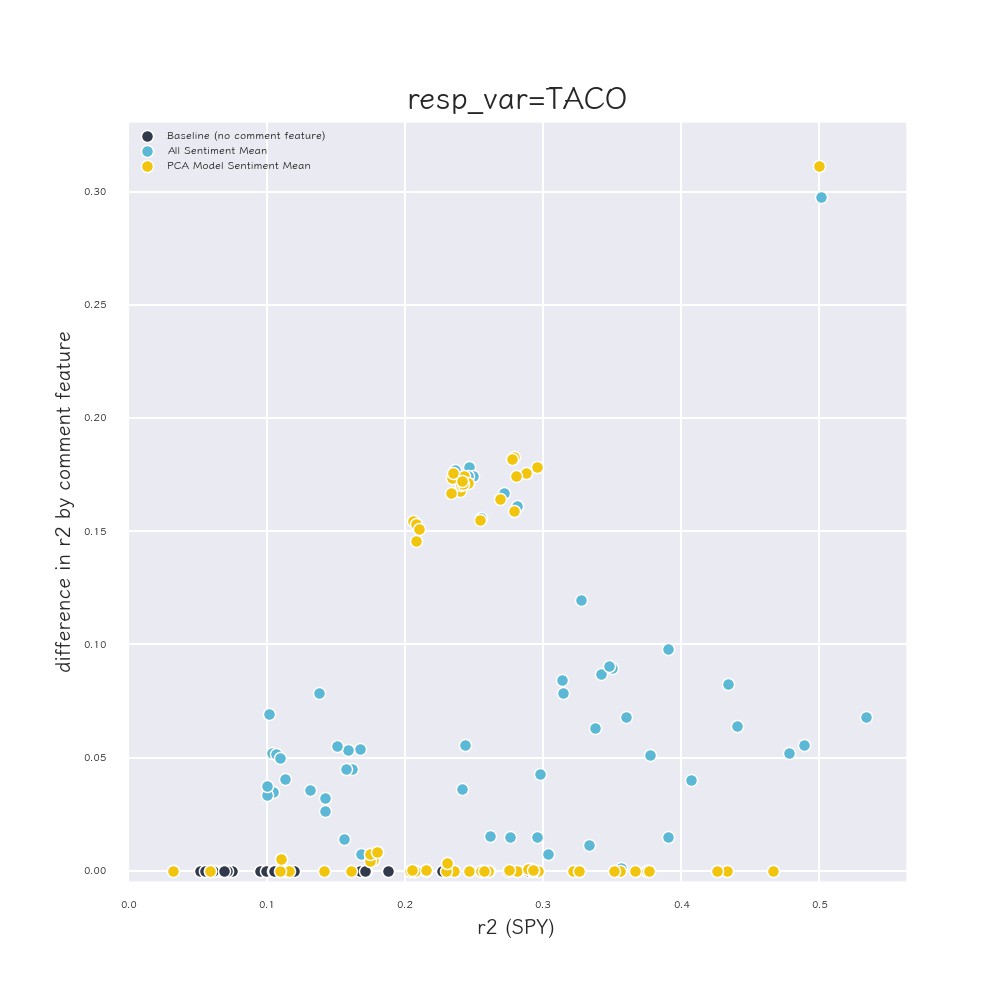 resp_var=TACO
Baseline (no comment feature)
All Sentiment Mean
PCA Model Sentiment Mean
difference in r2 by comment feature
0.30
0.25
0.20
0.15
0.10
0.05
0.00
0.0 0.1 0.2 0.3 0.4 0.5
r2 (SPY)